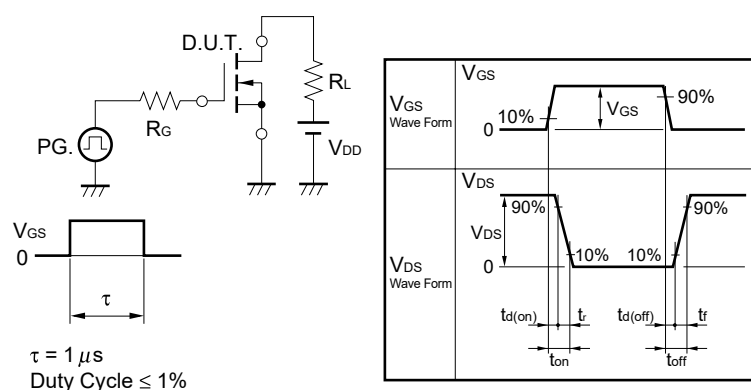 D.U.T.
RL
RG
PG.
VDD
VGS
0
τ
τ = 1 μs
Duty Cycle ≤ 1%
VGS
Wave Form
VGS
10%
VGS
90%
0
VDS
Wave Form
VDS
90%
90%
VDS
10%
10%
0
td(on)
tr
td(off)
tf
ton
toff